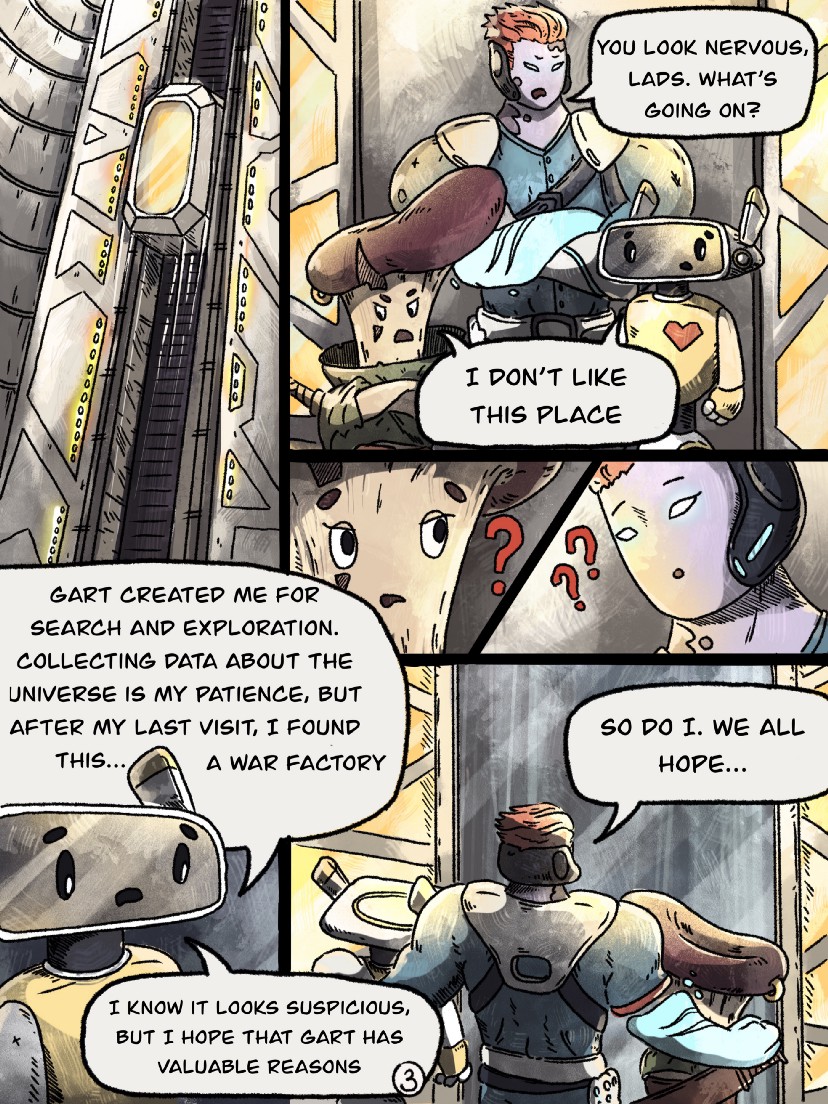 YOU LOOK NERVOUS,
LADS. WHAT'S
GOING ON?
I DON'T LIKE
THIS PLACE
?
? ?
GART CREATED ME FOR
SEARCH AND EXPLORATION.
COLLECTING DATA ABOUT THE
UNIVERSE IS MY PATIENCE, BUT
AFTER MY LAST VISIT, I FOUND
THIS... A WAR FACTORY
I KNOW IT LOOKS SUSPICIOUS,
BUT I HOPE THAT GART HAS
VALUABLE REASONS
SO DO I. WE ALL
HOPE...
3